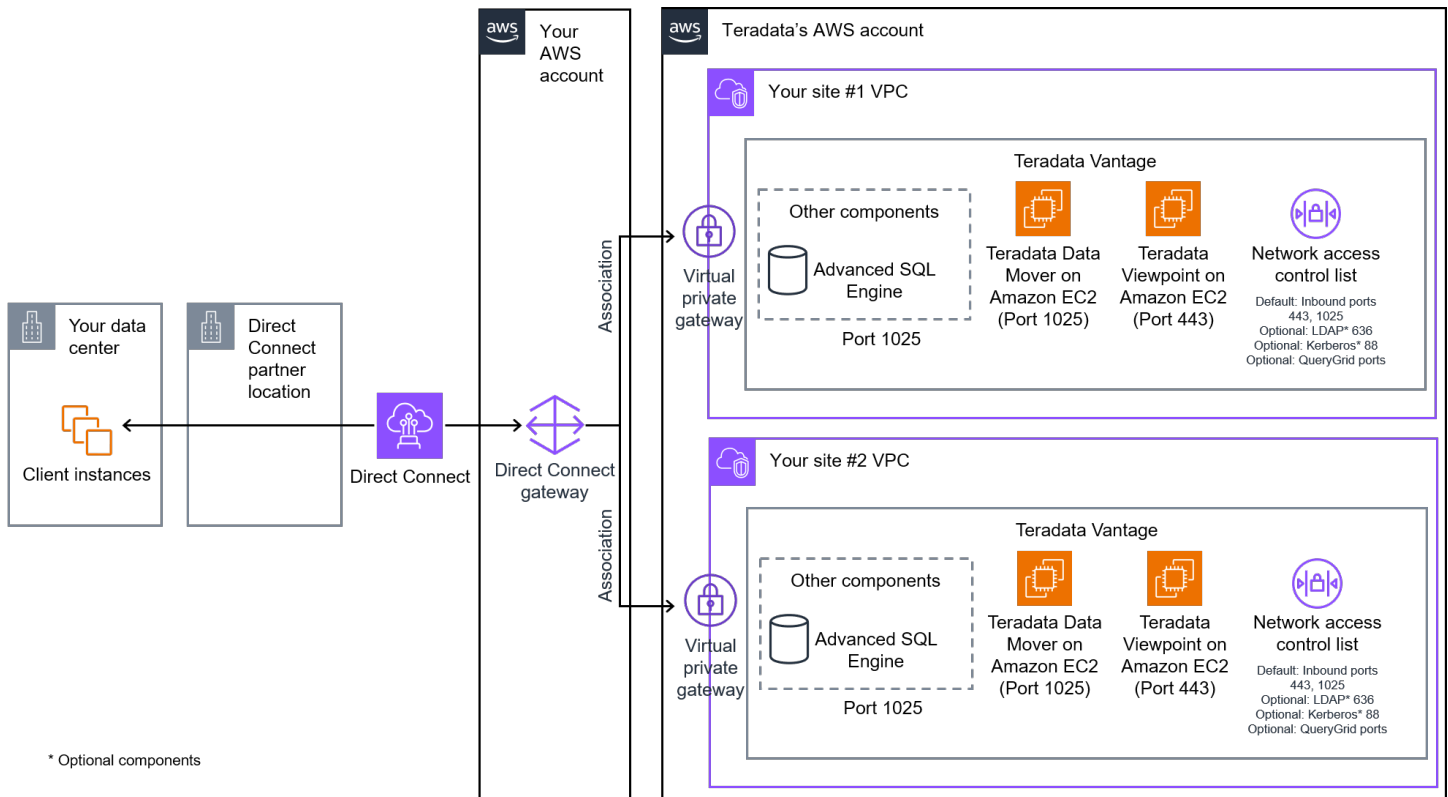 aws
Your
AWS
account
aws
Teradata's AWS account
Your site #1 VPC
Teradata Vantage
Other components
Advanced SQL
Engine
Port 1025
Teradata Data
Mover on
Amazon EC2
(Port 1025)
Teradata
Viewpoint on
Amazon EC2
(Port 443)
Network access
control list
Default: Inbound ports
443, 1025
Optional: LDAP* 636
Optional: Kerberos* 88
Optional: QueryGrid ports
Virtual
private
gateway
Association
Your data
center
Client instances
Direct
Connect
partner
location
Direct Connect
Direct Connect
gateway
Association
Your site #2 VPC
Teradata Vantage
Other components
Advanced SQL
Engine
Port 1025
Teradata Data
Mover on
Amazon EC2
(Port 1025)
Teradata
Viewpoint on
Amazon EC2
(Port 443)
Network access
control list
Default: Inbound ports
443, 1025
Optional: LDAP* 636
Optional: Kerberos* 88
Optional: QueryGrid ports
Virtual
private
gateway
* Optional components